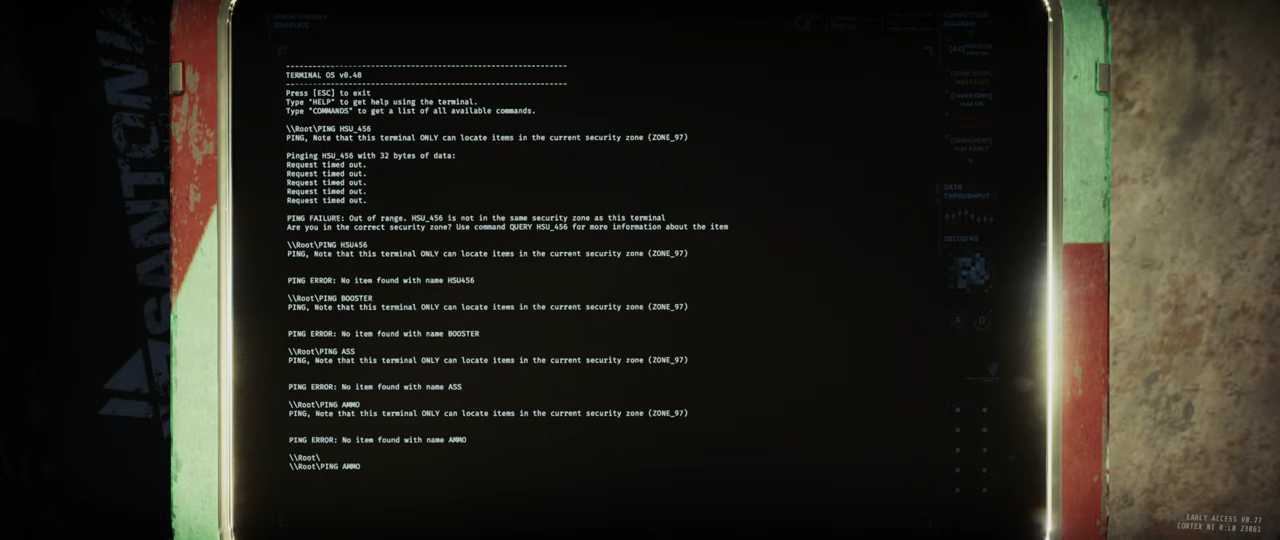 [ENABLED]
------------------------------------------------------------------
TERMINAL OS v0.48
------------------------------------------------------------------
Press [ESC] to exit
Type "HELP" to get help using the terminal.
Type "COMMANDS" to get a list of all available commands.
\\Root\PING HSU_456
PING, Note that this terminal ONLY can locate items in the current security zone (ZONE_97)
Pinging HSU_456 with 32 bytes of data:
Request timed out.
Request timed out.
Request timed out.
Request timed out.
Request timed out.
PING FAILURE: Out of range. HSU_456 is not in the same security zone as this terminal
Are you in the correct security zone? Use command QUERY HSU_456 for more information about the item
\\Root\PING HSU456
PING, Note that this terminal ONLY can locate items in the current security zone (ZONE_97)
PING ERROR: No item found with name HSU456
\\Root\PING BOOSTER
PING, Note that this terminal ONLY can locate items in the current security zone (ZONE_97)
PING ERROR: No item found with name BOOSTER
\\Root\PING ASS
PING, Note that this terminal ONLY can locate items in the current security zone (ZONE_97)
PING ERROR: No item found with name ASS
\\Root\PING AMMO
PING, Note that this terminal ONLY can locate items in the current security zone (ZONE_97)
PING ERROR: No item found with name AMMO
\\Root\
\\Root\PING AMMO
SANTONIA
CONNECTION
DATA
THROUGHPUT
DECODING
A G
EARLY ACCESS V0.77